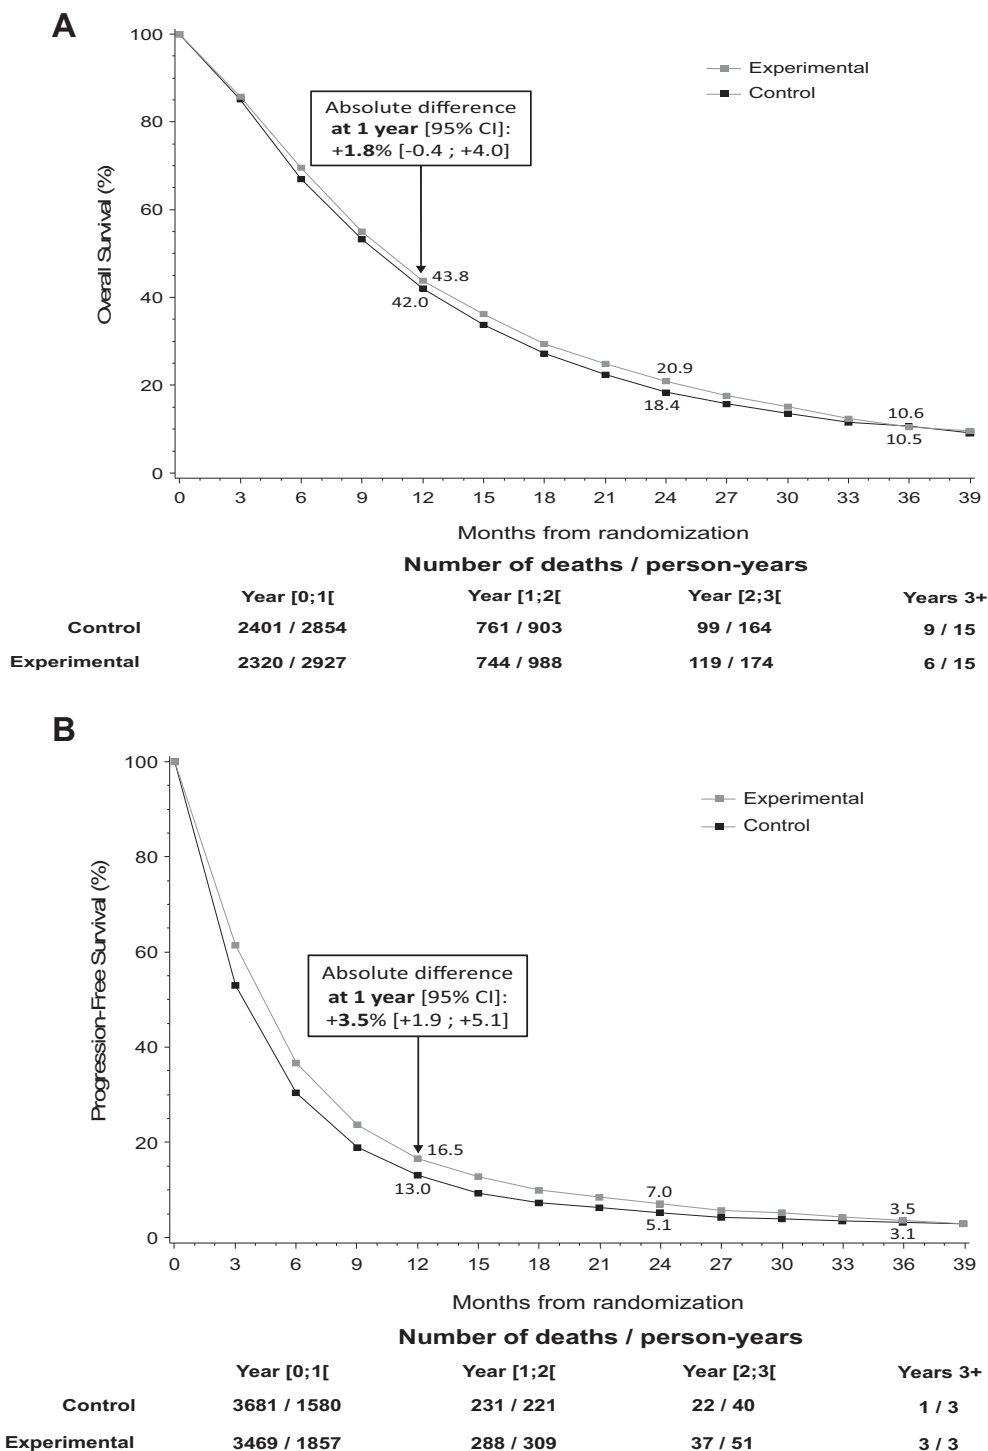 A
100
80
60
40
20
0
Overall Survival (%)
Experimental
Control
Absolute difference
at 1 year [95% CI]:
+1.8% [-0.4 ; +4.0]
43.8
42.0
20.9
18.4
10.6
10.5
0 3 6 9 12 15 18 21 24 27 30 33 36 39
Months from randomization
Number of deaths / person-years
Year [0;1[ Year [1;2[ Year [2;3[ Years 3+
Control 2401 / 2854 761 / 903 99 / 164 9 / 15
Experimental 2320 / 2927 744 / 988 119 / 174 6 / 15
B
100
80
60
40
20
0
Progression-Free Survival (%)
Experimental
Control
Absolute difference
at 1 year [95% CI]:
+3.5% [+1.9 ; +5.1]
16.5
13.0
7.0
5.1
3.5
3.1
0 3 6 9 12 15 18 21 24 27 30 33 36 39
Months from randomization
Number of deaths / person-years
Year [0;1[ Year [1;2[ Year [2;3[ Years 3+
Control 3681 / 1580 231 / 221 22 / 40 1 / 3
Experimental 3469 / 1857 288 / 309 37 / 51 3 / 3